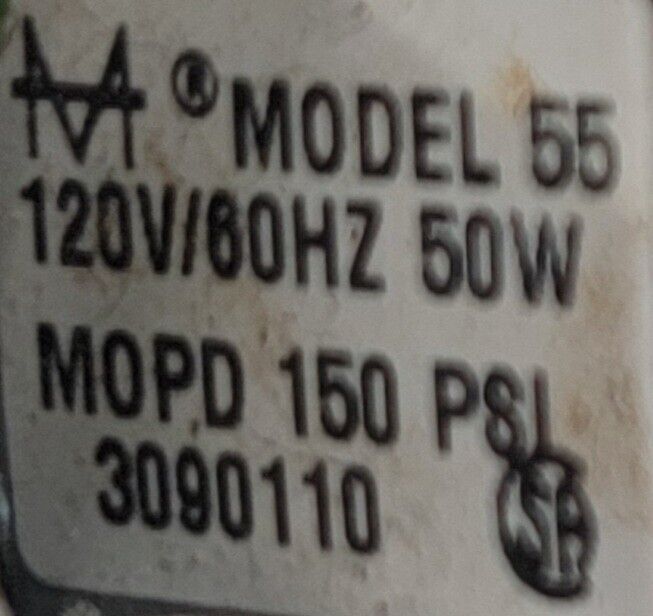 ® MODEL 55
120V/60HZ 50W
MOPD 150 PSI
3090110